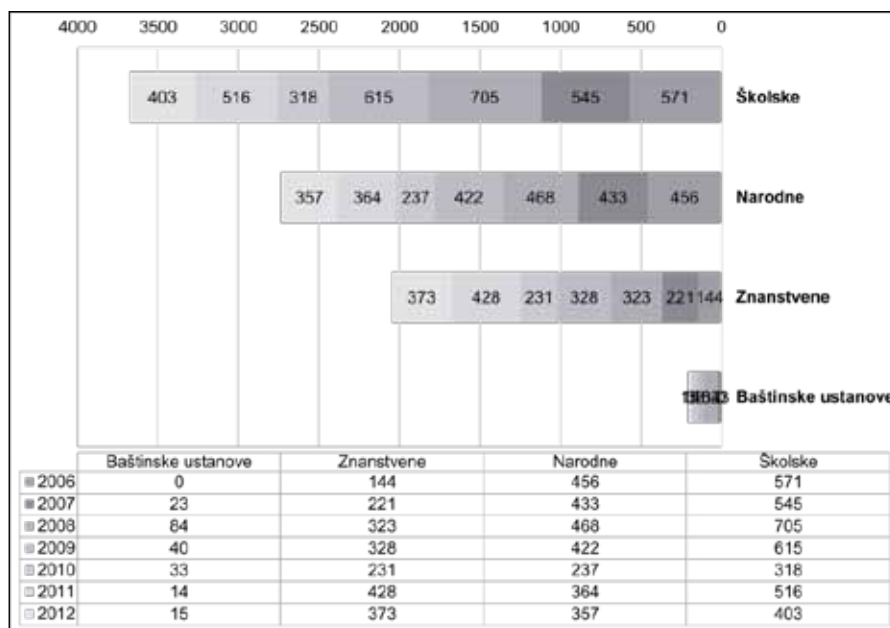 4000 3500 3000 2500 2000 1500 1000 500 0
403 516 318 615 705 545 571 Školske
357 364 237 422 468 433 456 Narodne
373 428 231 328 323 221 144 Znanstvene
Baštinske ustanove
Baštinske ustanove Znanstvene Narodne Školske
2006 0 144 456 571
2007 23 221 433 545
2008 84 323 468 705
2009 40 328 422 615
2010 33 231 237 318
2011 14 428 364 516
2012 15 373 357 403